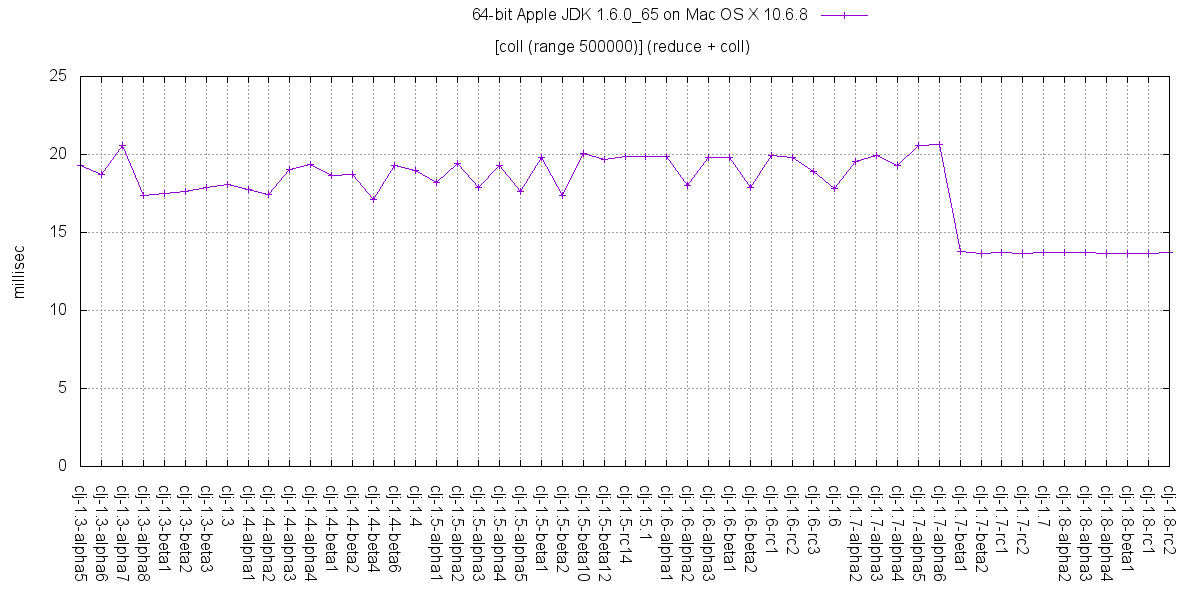 64-bit Apple JDK 1.6.0_65 on Mac OS X 10.6.8
[coll (range 500000)] (reduce + coll)
25
20
15
10
5
0
millisec
clj-1.3-alpha5
clj-1.3-alpha6
clj-1.3-alpha7
clj-1.3-alpha8
clj-1.3-beta1
clj-1.3-beta2
clj-1.3-beta3
clj-1.3
clj-1.4-alpha1
clj-1.4-alpha2
clj-1.4-alpha3
clj-1.4-alpha4
clj-1.4-beta1
clj-1.4-beta2
clj-1.4-beta4
clj-1.4-beta6
clj-1.4
clj-1.5-alpha1
clj-1.5-alpha2
clj-1.5-alpha3
clj-1.5-alpha4
clj-1.5-alpha5
clj-1.5-beta1
clj-1.5-beta2
clj-1.5-beta10
clj-1.5-beta12
clj-1.5-rc14
clj-1.5.1
clj-1.6-alpha1
clj-1.6-alpha2
clj-1.6-alpha3
clj-1.6-beta1
clj-1.6-beta2
clj-1.6-rc1
clj-1.6-rc2
clj-1.6-rc3
clj-1.6
clj-1.7-alpha2
clj-1.7-alpha3
clj-1.7-alpha4
clj-1.7-alpha5
clj-1.7-alpha6
clj-1.7-beta1
clj-1.7-beta2
clj-1.7-rc1
clj-1.7-rc2
clj-1.7
clj-1.8-alpha2
clj-1.8-alpha3
clj-1.8-alpha4
clj-1.8-beta1
clj-1.8-rc1
clj-1.8-rc2